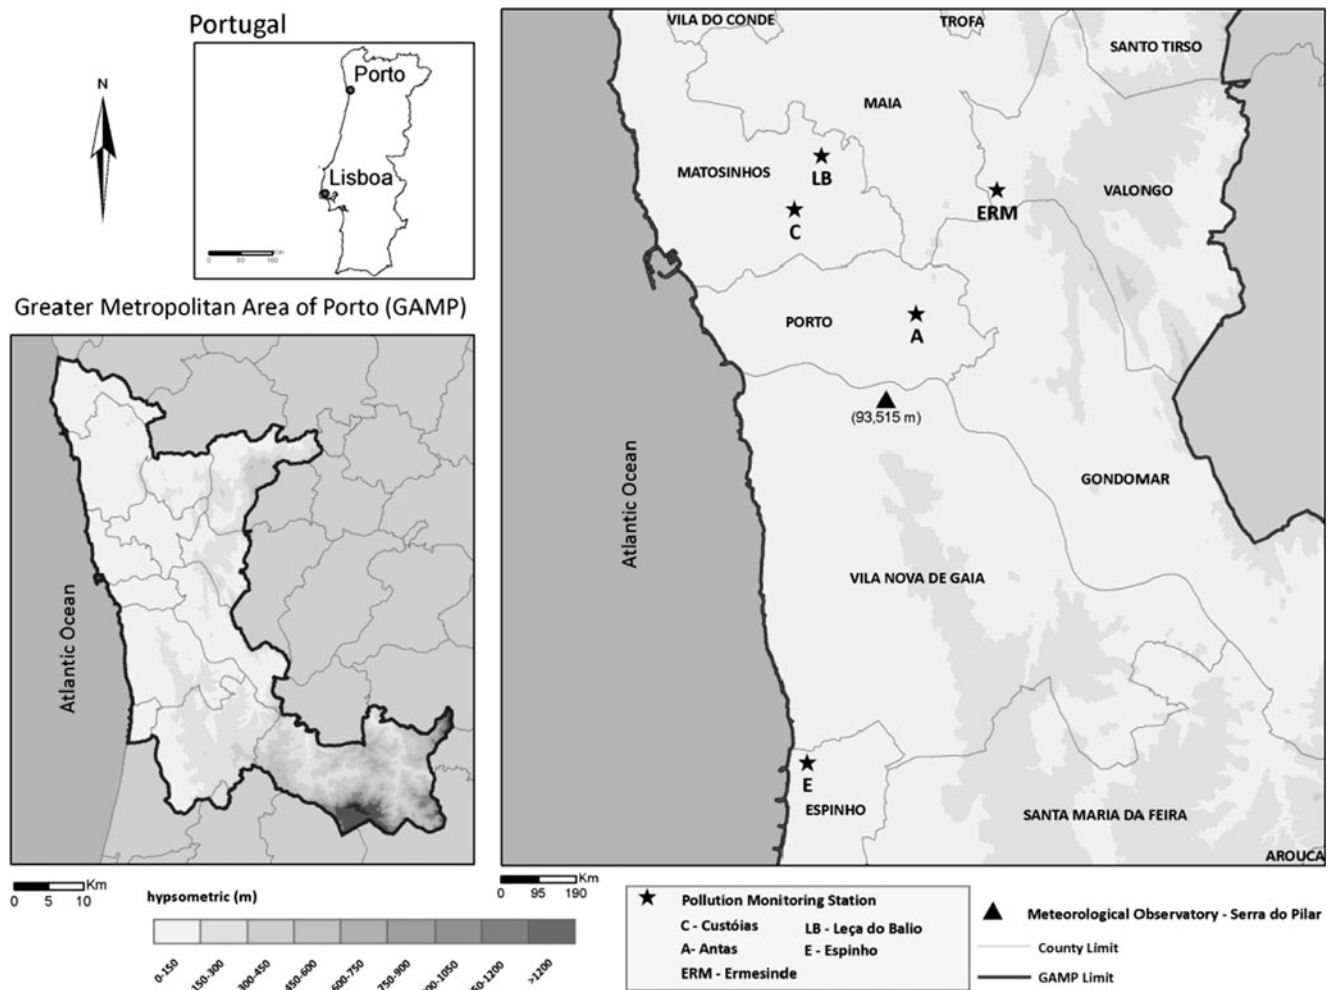 Portugal
N
Porto
Lisboa
Km
0 80 160
Greater Metropolitan Area of Porto (GAMP)
Atlantic Ocean
Km
0 5 10
hypsometric (m)
0-150
150-300
300-450
450-600
600-750
750-900
>1200
VILA DO CONDE
TROFA
SANTO TIRSO
MAIA
MATOSINHOS
LB
VALONGO
ERM
C
PORTO
A
(93,515 m)
Atlantic Ocean
GONDOMAR
VILA NOVA DE GAIA
E
ESPINHO
SANTA MARIA DA FEIRA
AROUCA
Km
0 95 190
Pollution Monitoring Station
C - Custóias
LB - Leça do Balio
A- Antas
E - Espinho
ERM - Ermesinde
Meteorological Observatory - Serra do Pilar
County Limit
GAMP Limit